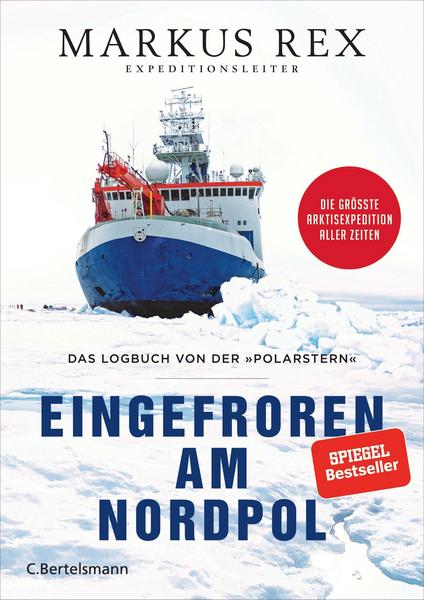 MARKUS REX
EXPEDITIONSLEITER
DIE GRÖSSTE
ARKTISEXPEDITION
ALLER ZEITEN
DAS LOGBUCH VON DER »POLARSTERN«
EINGEFROREN
AM
NORDPOL
SPIEGEL
Bestseller
C.Bertelsmann